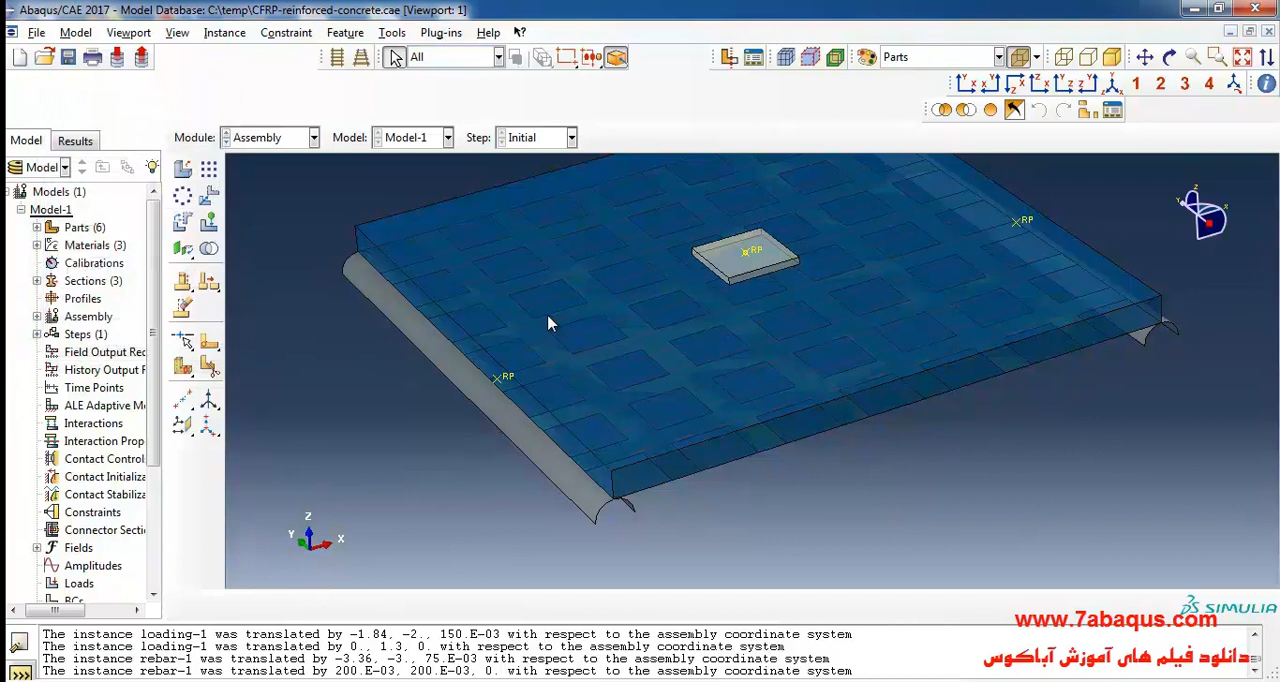 Abaqus/CAE 2017 - Model Database: C:\temp\CFRP-reinforced-concrete.cae [Viewport: 1]
File Model Viewport View Instance Constraint Feature Tools Plug-ins Help
All Parts
1 2 3 4
Model Results Module: Assembly Model: Model-1 Step: Initial
Model
Models (1)
Model-1
Parts (6)
Materials (3)
Calibrations
Sections (3)
Profiles
Assembly
Steps (1)
Field Output Rec
History Output F
Time Points
ALE Adaptive M
Interactions
Interaction Prop
Contact Control
Contact Initializa
Contact Stabiliza
Constraints
Connector Secti
Fields
Amplitudes
Loads
BCs
RP
RP
RP
Z
Y X
Z
Y X
SIMULIA
The instance loading-1 was translated by -1.84, -2., 150.E-03 with respect to the assembly coordinate system
The instance loading-1 was translated by 0., 1.3, 0. with respect to the assembly coordinate system
The instance rebar-1 was translated by -3.36, -3., 75.E-03 with respect to the assembly coordinate system
The instance rebar-1 was translated by 200.E-03, 200.E-03, 0. with respect to the assembly coordinate system
www.7abaqus.com
دانلود فیلم های آموزش آباکوس